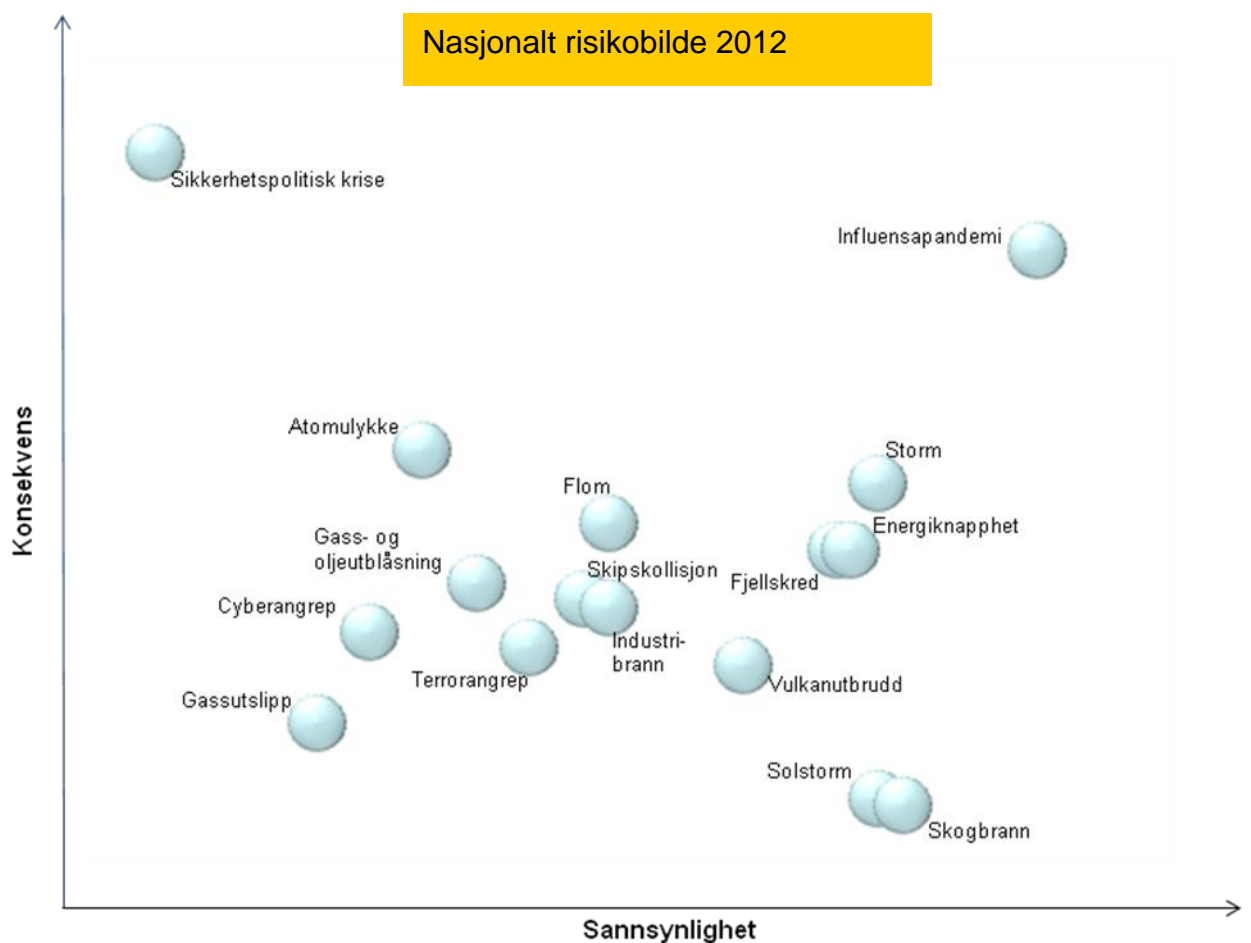 Nasjonalt risikobilde 2012
Sikkerhetspolitisk krise
Influensapandemi
Konsekvens
Atomulykke
Storm
Flom
Energiknapphet
Gass- og
oljeutblåsning
Skipskollisjon
Fjellskred
Cyberangrep
Industri-
brann
Terrorangrep
Vulkanutbrudd
Gassutslipp
Solstorm
Skogbrann
Sannsynlighet